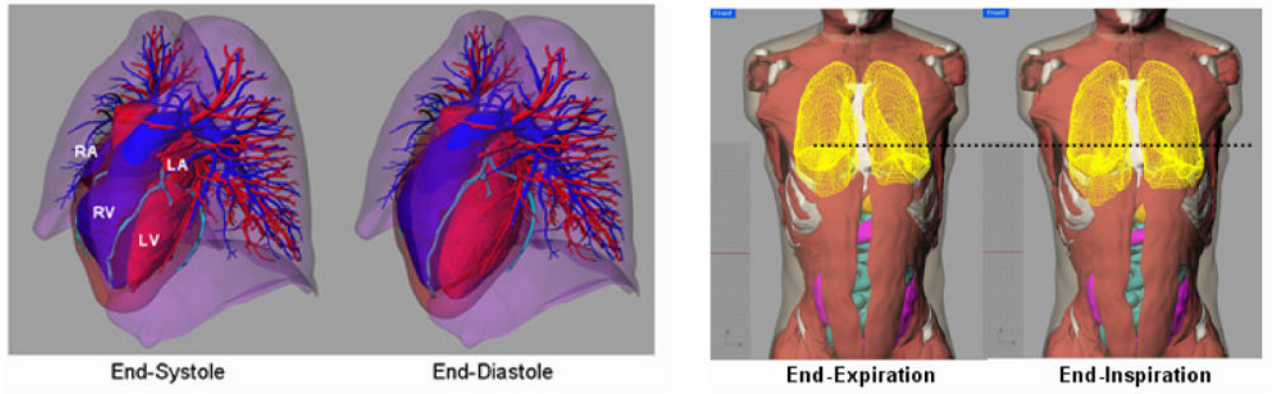 RA
LA
RV
LV
End-Systole
End-Diastole
Front
Front
End-Expiration
End-Inspiration